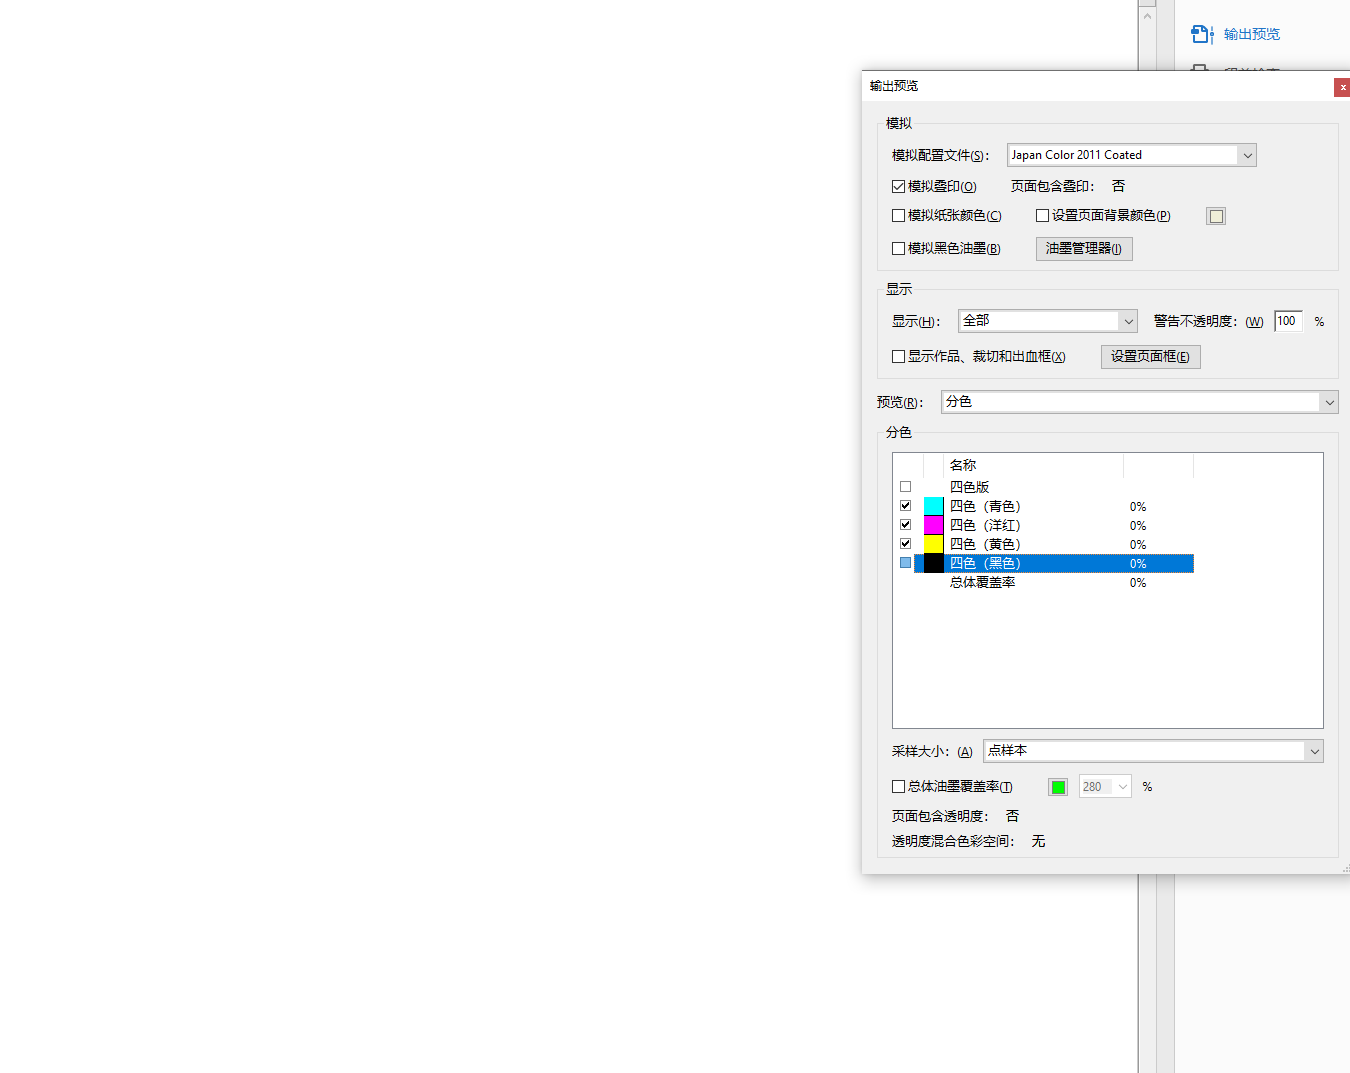 输出预览
输出预览
x
模拟
模拟配置文件(S)： Japan Color 2011 Coated
模拟叠印(O) 页面包含叠印： 否
模拟纸张颜色(C) 设置页面背景颜色(P)
模拟黑色油墨(B) 油墨管理器(I)
显示
显示(H)： 全部 警告不透明度：(W) 100 %
显示作品、裁切和出血框(X) 设置页面框(E)
预览(R)： 分色
分色
名称
四色版
四色（青色） 0%
四色（洋红） 0%
四色（黄色） 0%
四色（黑色） 0%
总体覆盖率 0%
采样大小：(A) 点样本
总体油墨覆盖率(T) 280 %
页面包含透明度： 否
透明度混合色彩空间： 无